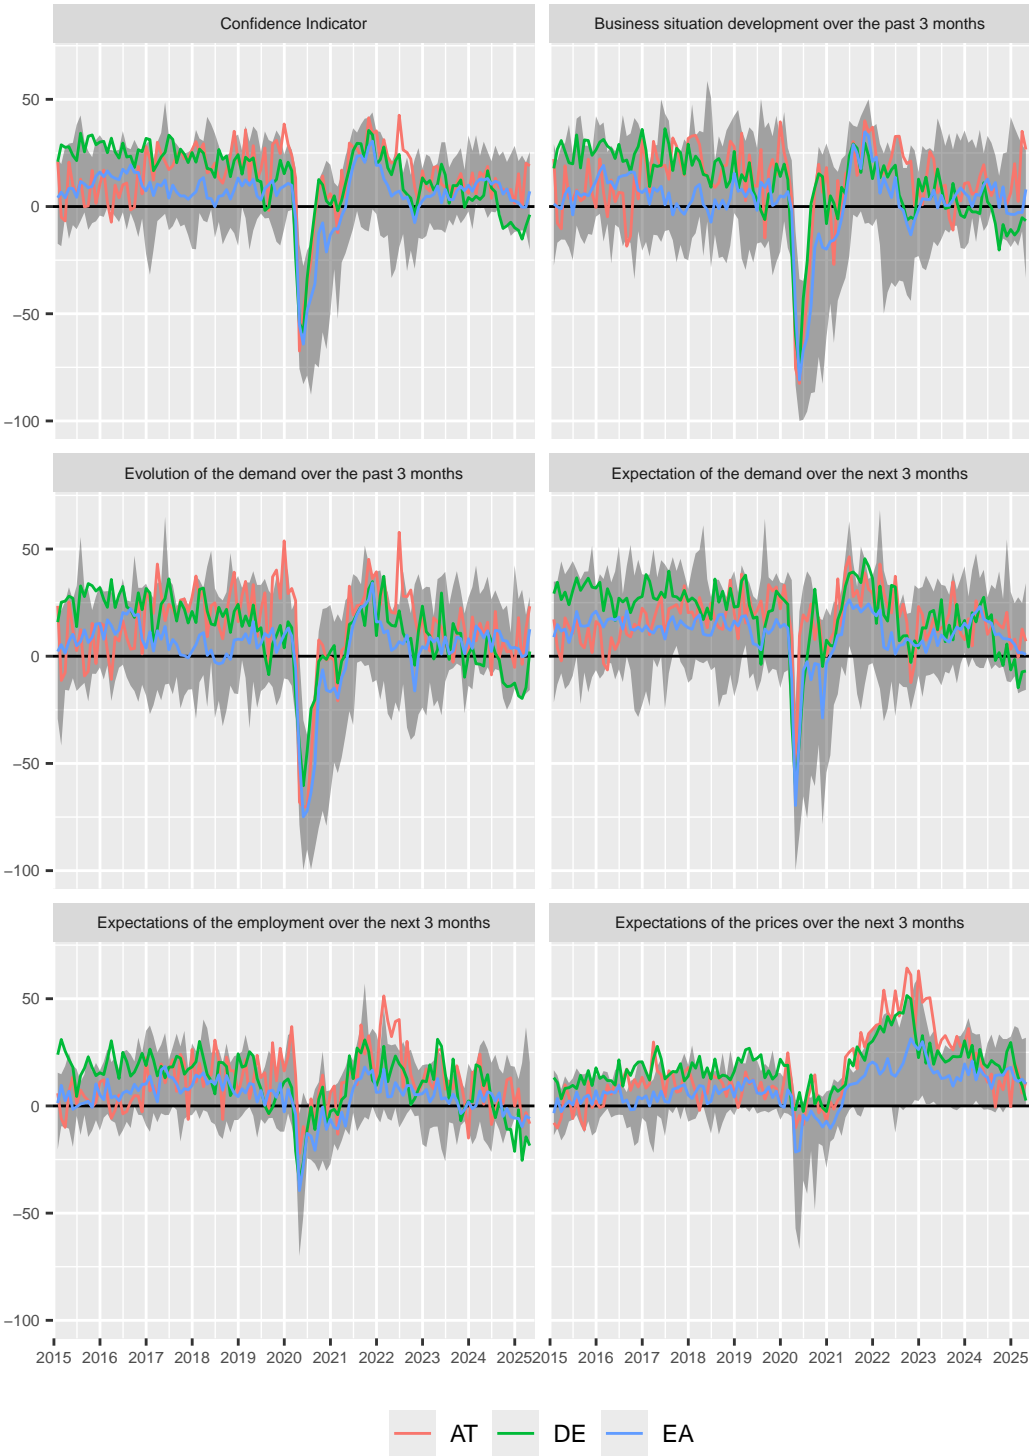 Confidence Indicator
Business situation development over the past 3 months
50
0
−50
−100
Evolution of the demand over the past 3 months
Expectation of the demand over the next 3 months
50
0
−50
−100
Expectations of the employment over the next 3 months
Expectations of the prices over the next 3 months
50
0
−50
−100
2015 2016 2017 2018 2019 2020 2021 2022 2023 2024 2025
2015 2016 2017 2018 2019 2020 2021 2022 2023 2024 2025
AT DE EA